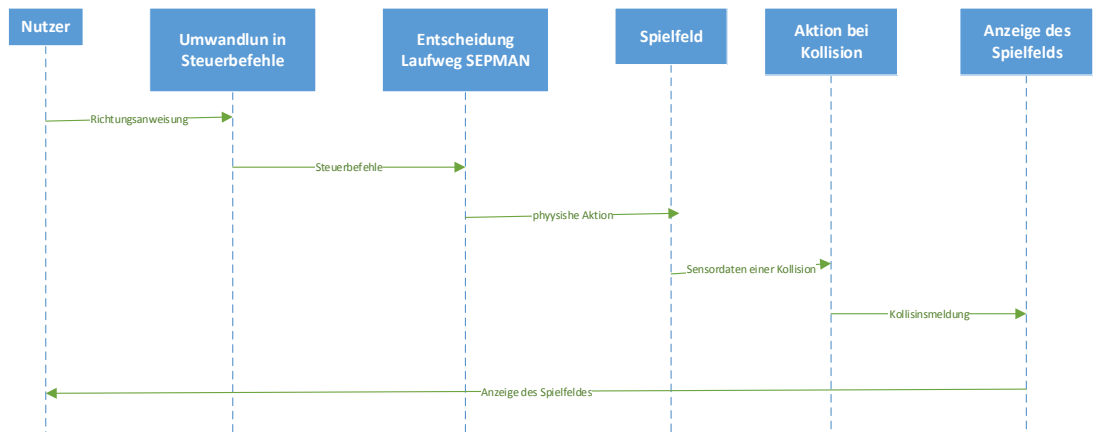 Nutzer
Umwandlun in
Steuerbefehle
Entscheidung
Laufweg SEPMAN
Spielfeld
Aktion bei
Kollision
Anzeige des
Spielfelds
Richtungsanweisung
Steuerbefehle
phyysishe Aktion
Sensordaten einer Kollision
Kollisinsmeldung
Anzeige des Spielfeldes